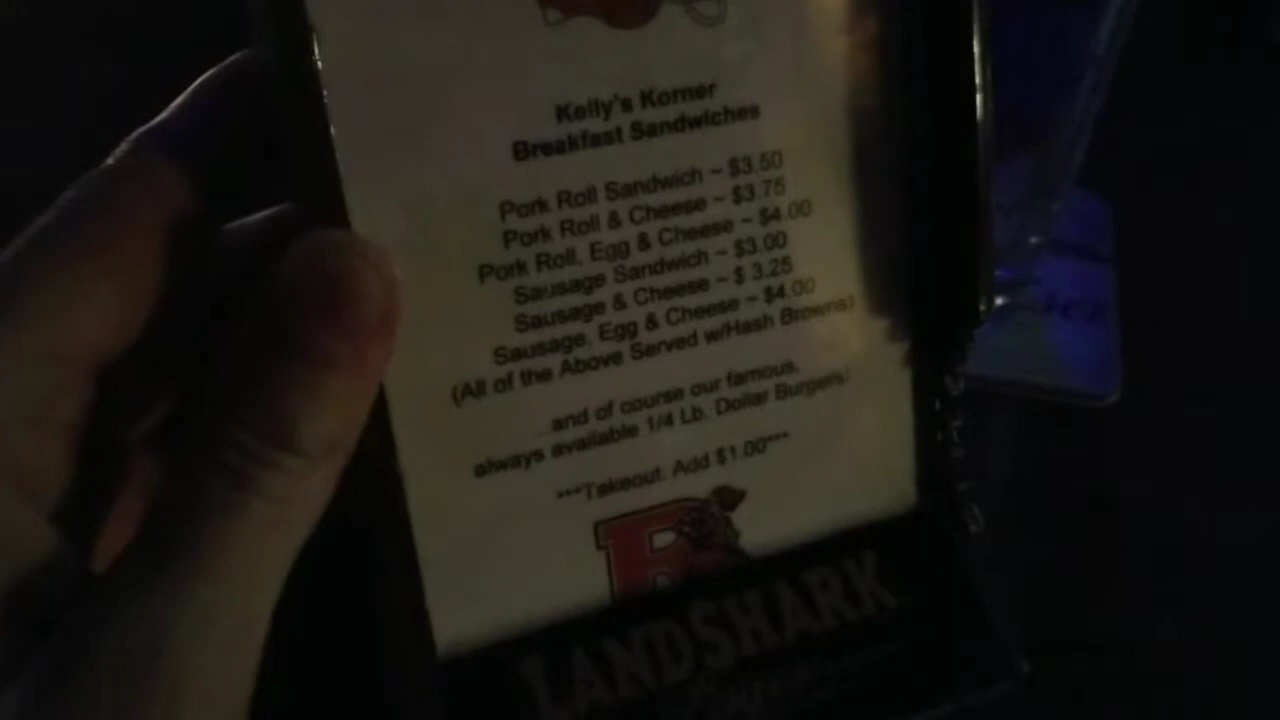 Kelly's Korner
Breakfast Sandwiches
Pork Roll Sandwich ~ $3.50
Pork Roll & Cheese ~ $3.75
Pork Roll, Egg & Cheese ~ $4.00
Sausage Sandwich ~ $3.00
Sausage & Cheese ~ $ 3.25
Sausage, Egg & Cheese ~ $4.00
(All of the Above Served w/Hash Browns)
...and of course our famous,
always available 1/4 Lb. Dollar Burgers!
***Takeout: Add $1.00***
B
LANDSHARK